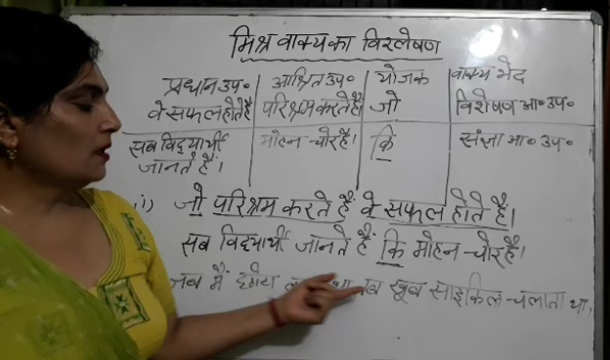 मिश्र वाक्य का विश्लेषण
प्रधान उप० आश्रित उप० योजक वाक्य भेद
वे सफल होते हैं परिश्रम करते हैं जो विशेषण आ० उप०
सब विद्यार्थी मोहन चोर है। कि संज्ञा आ० उप०
जानते हैं।
i) जो परिश्रम करते हैं वे सफल होते हैं।
सब विद्यार्थी जानते हैं कि मोहन चोर है।
जब मैं छोटा था खूब साइकिल चलाता था।